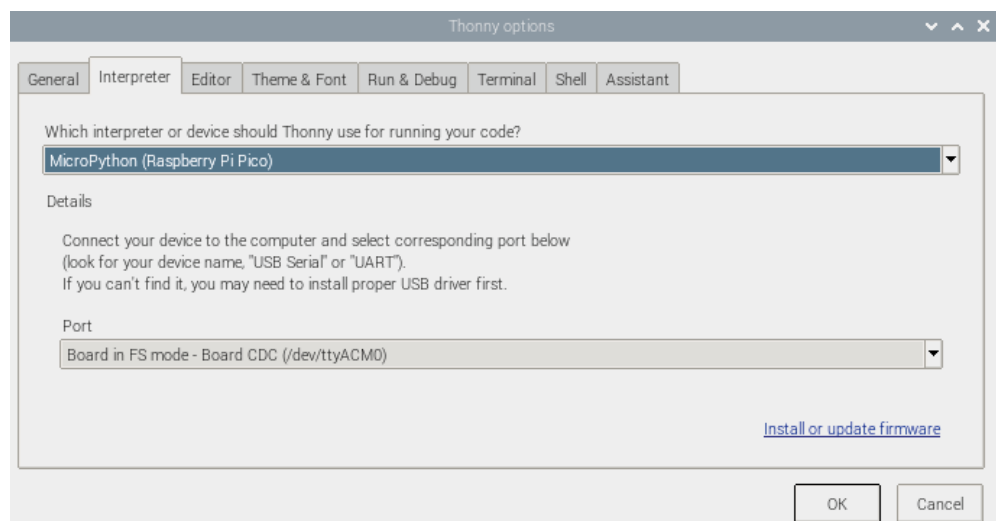 Thonny options
General Interpreter Editor Theme & Font Run & Debug Terminal Shell Assistant
Which interpreter or device should Thonny use for running your code?
MicroPython (Raspberry Pi Pico)
Details
Connect your device to the computer and select corresponding port below
(look for your device name, "USB Serial" or "UART").
If you can't find it, you may need to install proper USB driver first.
Port
Board in FS mode - Board CDC (/dev/ttyACM0)
Install or update firmware
OK Cancel